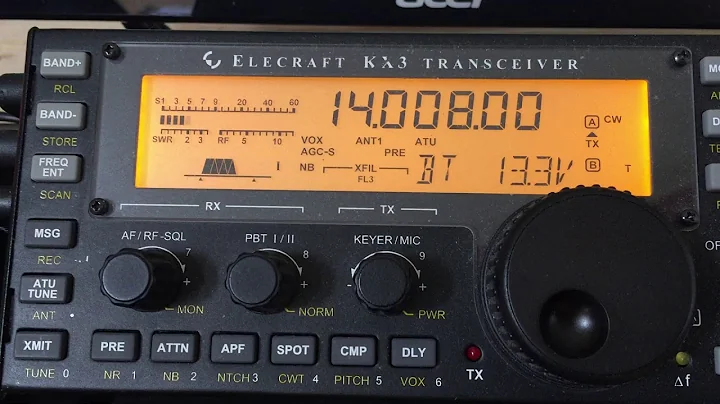 acer
ELECRAFT KX3 TRANSCEIVER
BAND+
RCL
BAND-
STORE
FREQ
ENT
SCAN
MSG
REC
ATU
TUNE
ANT
XMIT
TUNE 0
S1 3 5 7 9 20 40 60
SWR 2 3 RF 5 10
14.008.00
VOX ANT1 ATU
AGC-S PRE
NB XFIL
FL3
I
A CW
TX
B T
BT 13.3V
RX
TX
AF / RF-SQL
7
+
MON
PBT I / II
8
+
NORM
KEYER / MIC
9
- +
PWR
PRE
NR 1
ATTN
NB 2
APF
NTCH 3
SPOT
CWT 4
CMP
PITCH 5
DLY
VOX 6
TX
Δf